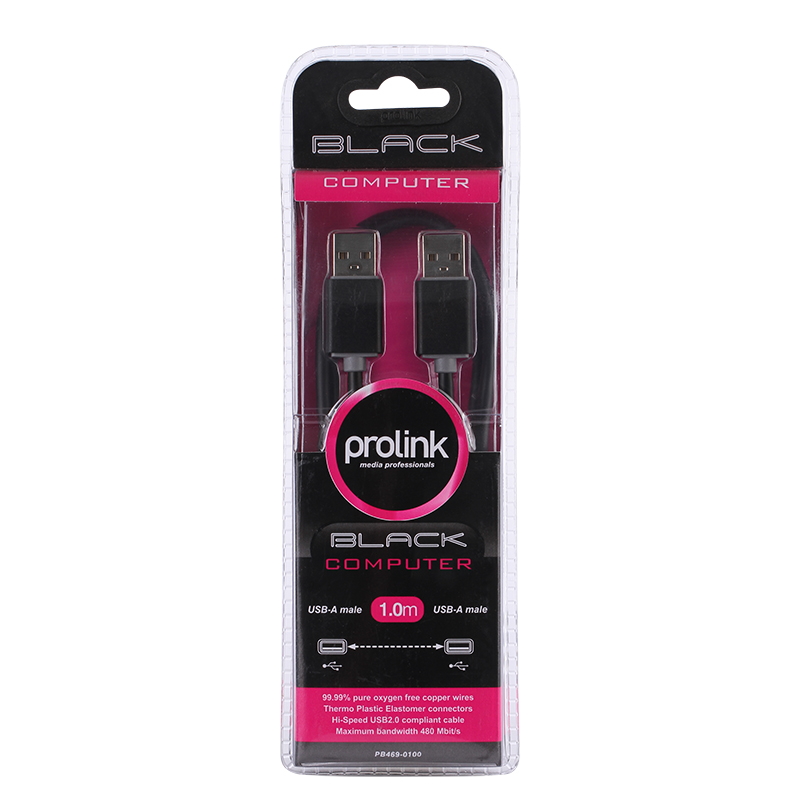 prolink
BLACK
COMPUTER
prolink
media professionals
BLACK
COMPUTER
USB-A male 1.0m USB-A male
99.99% pure oxygen free copper wires
Thermo Plastic Elastomer connectors
Hi-Speed USB2.0 compliant cable
Maximum bandwidth 480 Mbit/s
PB469-0100